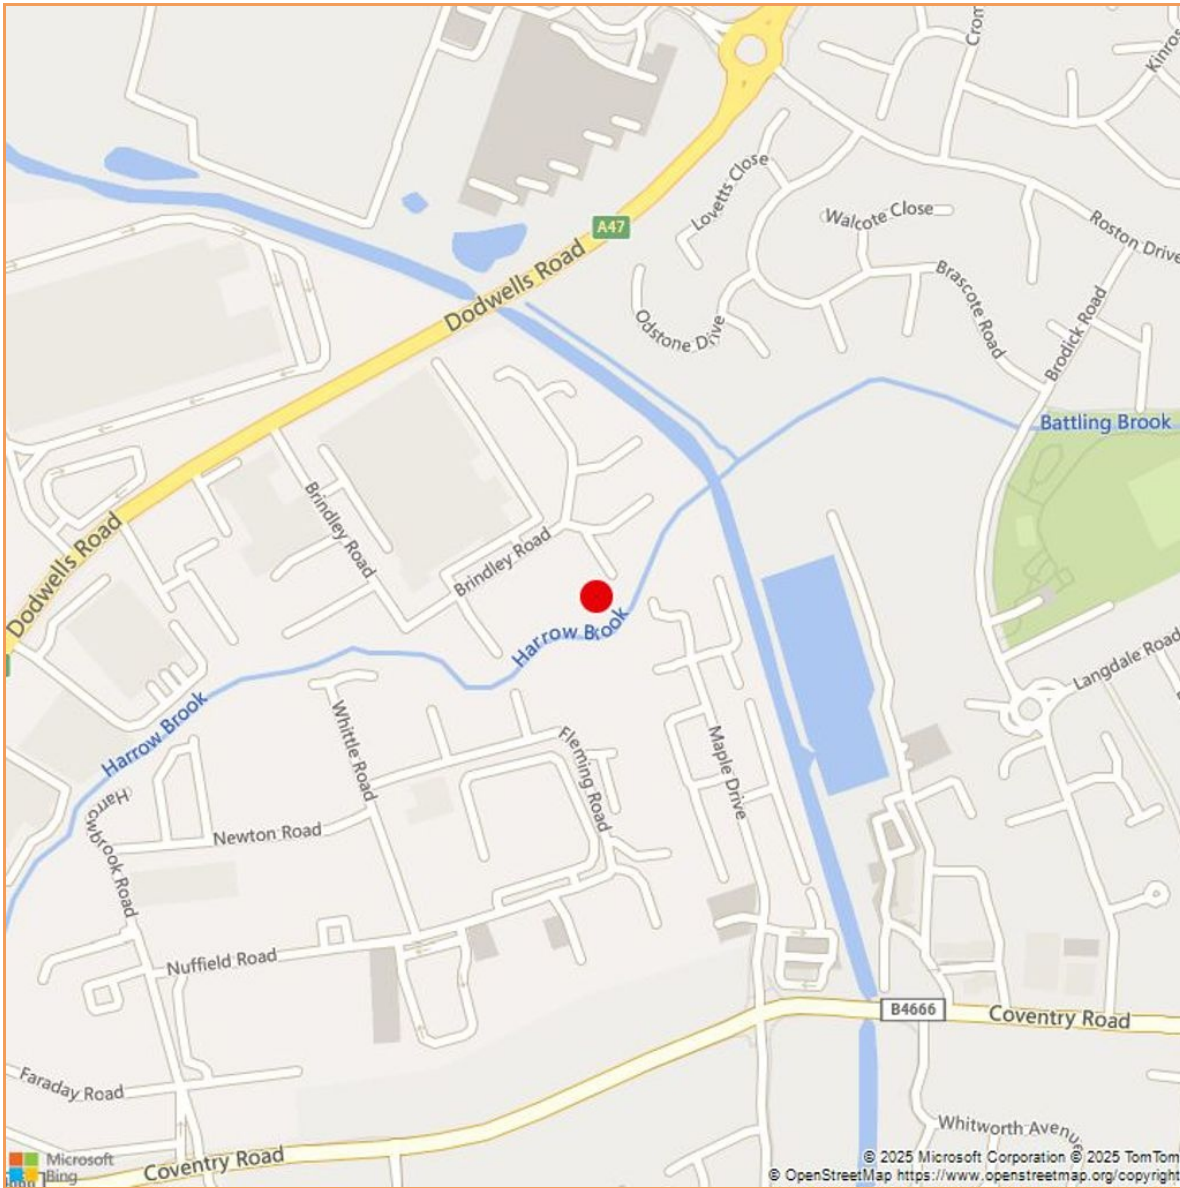 Crom
Kinros
Lovetts Close
Walcote Close
Roston Drive
A47
Dodwells Road
Brascote Road
Odstone Drive
Brodick Road
Battling Brook
Brindley Road
Brindley Road
Dodwells Road
Harrow Brook
Langdale Road
Harrow Brook
Whittle Road
Fleming Road
Maple Drive
Harrowbrook Road
Newton Road
Nuffield Road
B4666
Coventry Road
Faraday Road
Whitworth Avenue
Coventry Road
Microsoft
Bing
© 2025 Microsoft Corporation © 2025 TomTom
© OpenStreetMap https://www.openstreetmap.org/copyright